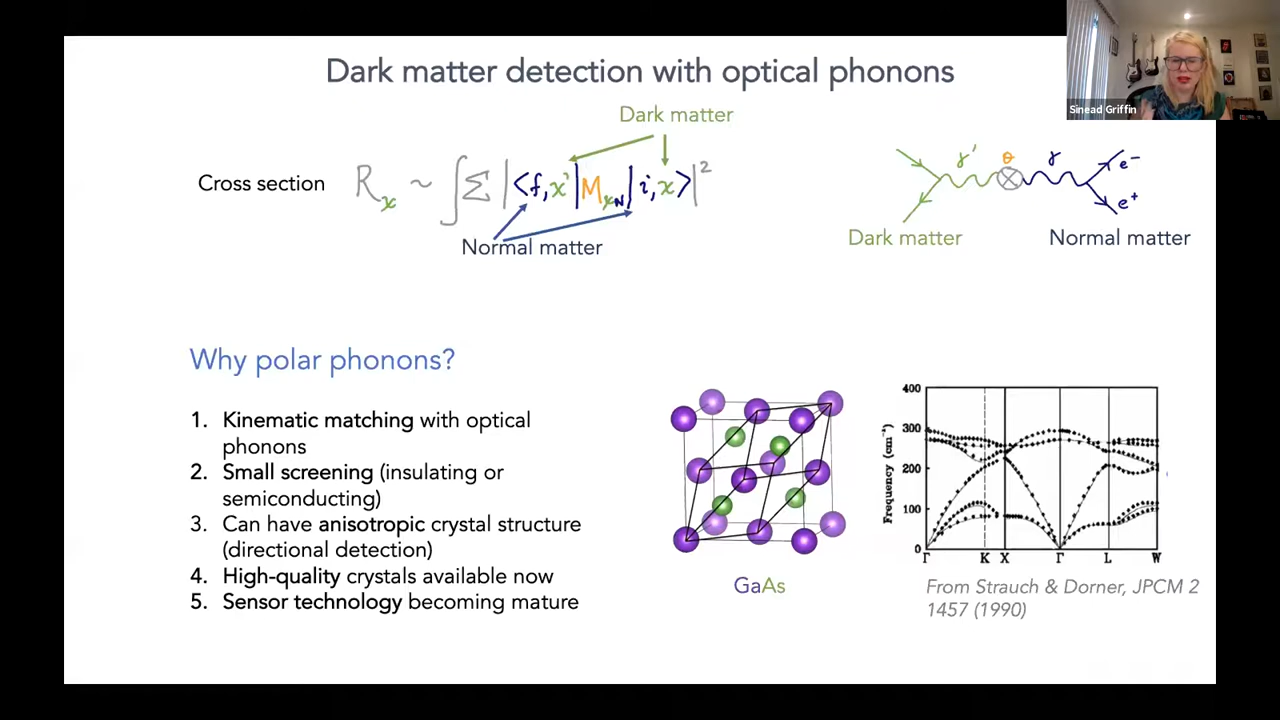 Dark matter detection with optical phonons
Sinead Griffin
Dark matter
Cross section
R_χ ~ ∫Σ |<f,χ'|M_χN|i,χ>|²
Normal matter
γ' θ γ e⁻
e⁺
Dark matter
Normal matter
Why polar phonons?
1. Kinematic matching with optical
phonons
2. Small screening (insulating or
semiconducting)
3. Can have anisotropic crystal structure
(directional detection)
4. High-quality crystals available now
5. Sensor technology becoming mature
GaAs
Frequency (cm⁻¹)
400
300
200
100
0
Γ K X Γ L W
From Strauch & Dorner, JPCM 2
1457 (1990)